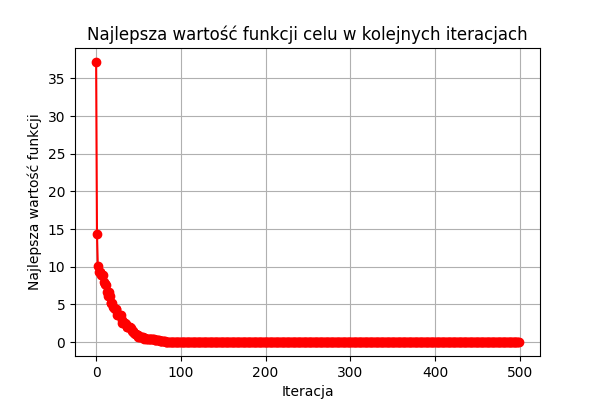 Najlepsza wartość funkcji celu w kolejnych iteracjach
Najlepsza wartość funkcji
35
30
25
20
15
10
5
0
0 100 200 300 400 500
Iteracja